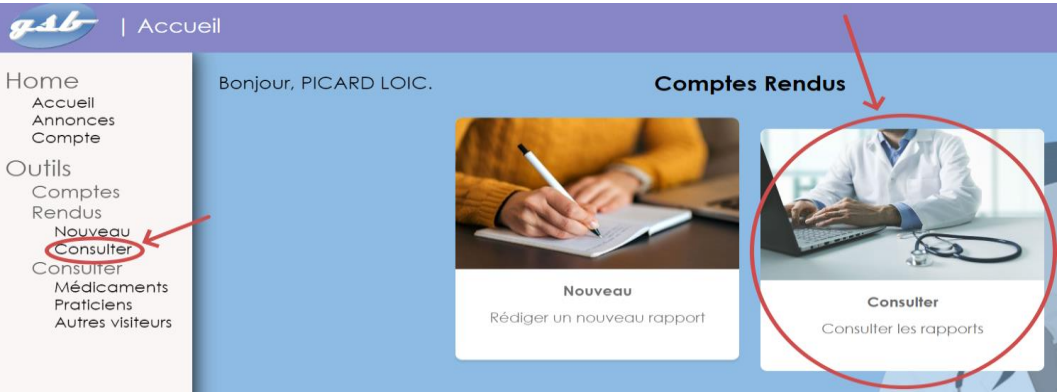 gsb | Accueil
Home
Accueil
Annonces
Compte
Outils
Comptes
Rendus
Nouveau
Consulter
Consulter
Médicaments
Praticiens
Autres visiteurs
Bonjour, PICARD LOIC.
Comptes Rendus
Nouveau
Rédiger un nouveau rapport
Consulter
Consulter les rapports